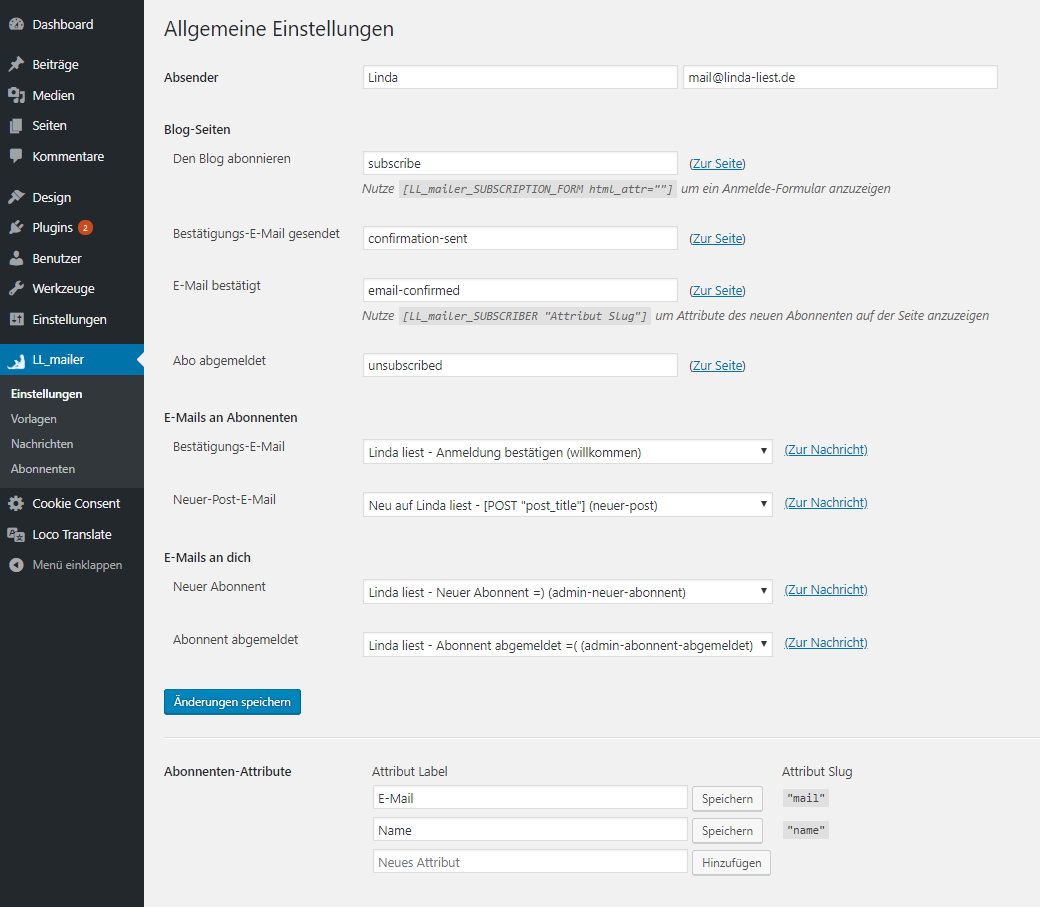 Dashboard
Beiträge
Medien
Seiten
Kommentare
Design
Plugins 2
Benutzer
Werkzeuge
Einstellungen
LL_mailer
Einstellungen
Vorlagen
Nachrichten
Abonnenten
Cookie Consent
Loco Translate
Menü einklappen
Allgemeine Einstellungen
Absender Linda mail@linda-liest.de
Blog-Seiten
Den Blog abonnieren subscribe (Zur Seite)
Nutze [LL_mailer_SUBSCRIPTION_FORM html_attr=""] um ein Anmelde-Formular anzuzeigen
Bestätigungs-E-Mail gesendet confirmation-sent (Zur Seite)
E-Mail bestätigt email-confirmed (Zur Seite)
Nutze [LL_mailer_SUBSCRIBER "Attribut Slug"] um Attribute des neuen Abonnenten auf der Seite anzuzeigen
Abo abgemeldet unsubscribed (Zur Seite)
E-Mails an Abonnenten
Bestätigungs-E-Mail Linda liest - Anmeldung bestätigen (willkommen) (Zur Nachricht)
Neuer-Post-E-Mail Neu auf Linda liest - [POST "post_title"] (neuer-post) (Zur Nachricht)
E-Mails an dich
Neuer Abonnent Linda liest - Neuer Abonnent =) (admin-neuer-abonnent) (Zur Nachricht)
Abonnent abgemeldet Linda liest - Abonnent abgemeldet =( (admin-abonnent-abgemeldet) (Zur Nachricht)
Änderungen speichern
Abonnenten-Attribute Attribut Label Attribut Slug
E-Mail Speichern "mail"
Name Speichern "name"
Neues Attribut Hinzufügen